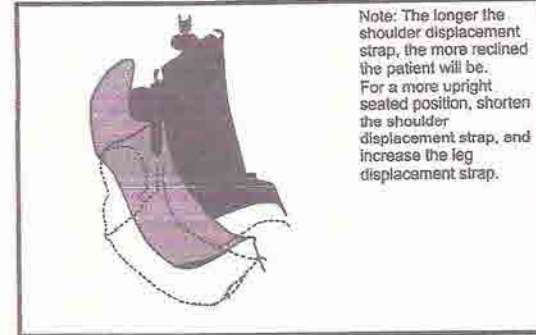 Note: The longer the
shoulder displacement
strap, the more reclined
the patient will be.
For a more upright
seated position, shorten
the shoulder
displacement strap, and
increase the leg
displacement strap.